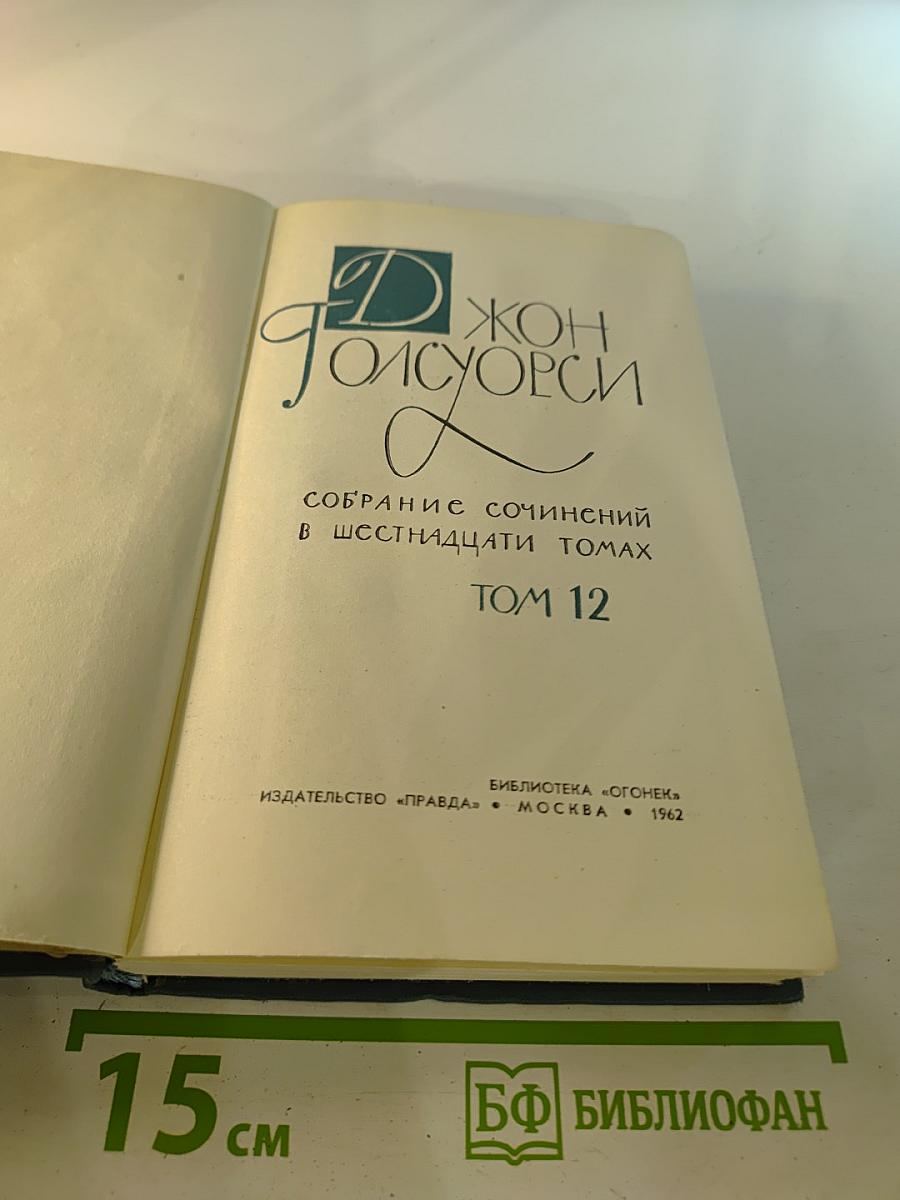 ДЖОН
ГОЛСУОРСИ
СОБРАНИЕ СОЧИНЕНИЙ
В ШЕСТНАДЦАТИ ТОМАХ
ТОМ 12
БИБЛИОТЕКА «ОГОНЕК»
ИЗДАТЕЛЬСТВО «ПРАВДА» • МОСКВА • 1962
15 см
БФ БИБЛИОФАН